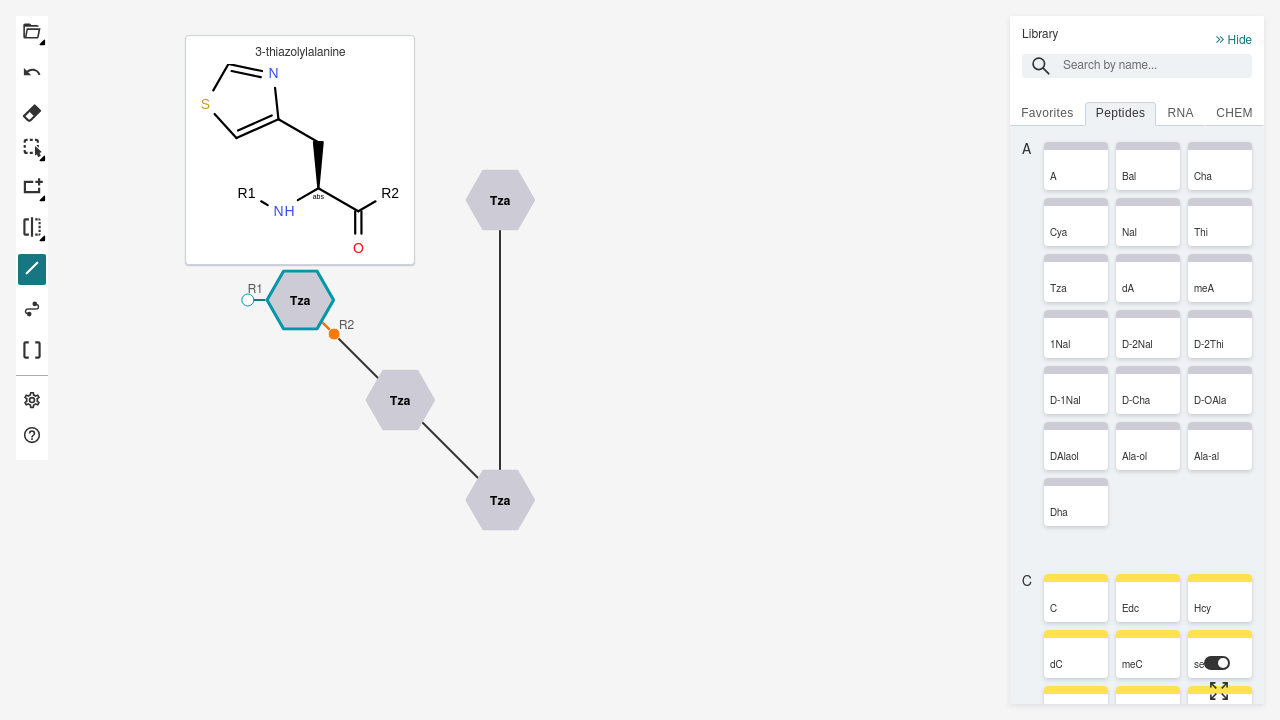 3-thiazolylalanine
N
S
R1
NH
abs
R2
O
Tza
R1
Tza
R2
Tza
Tza
Library
Hide
Search by name...
Favorites Peptides RNA CHEM
A
A Bal Cha
Cya Nal Thi
Tza dA meA
1Nal D-2Nal D-2Thi
D-1Nal D-Cha D-OAla
DAlaol Ala-ol Ala-al
Dha
C
C Edc Hcy
dC meC